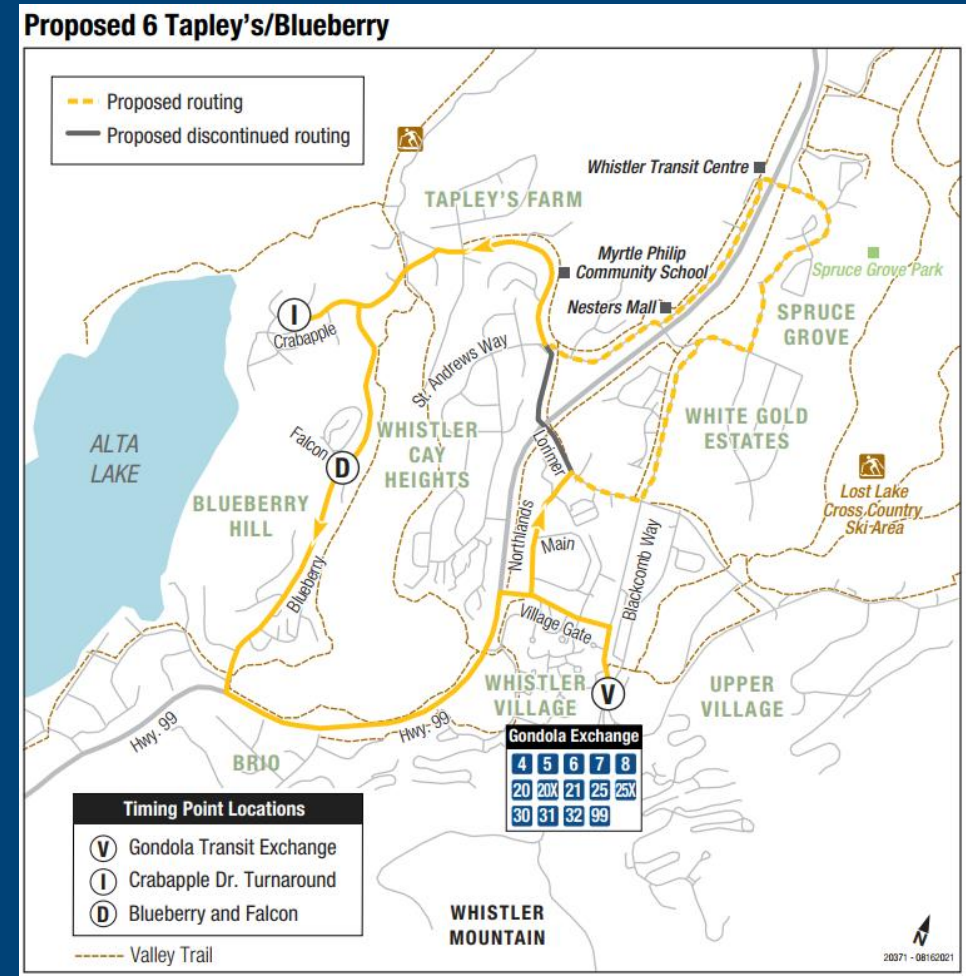 Proposed 6 Tapley's/Blueberry
Proposed routing
Proposed discontinued routing
Whistler Transit Centre
TAPLEY'S FARM
Myrtle Philip
Community School
Spruce Grove Park
Nesters Mall
SPRUCE
GROVE
I
Crabapple
St. Andrews Way
WHITE GOLD
ESTATES
ALTA
LAKE
Falcon
D
WHISTLER
CAY
HEIGHTS
Lorimer
BLUEBERRY
HILL
Lost Lake
Cross Country
Ski Area
Northlands
Main
Blackcomb Way
Blueberry
Village Gate
WHISTLER
VILLAGE
V
UPPER
VILLAGE
Hwy. 99
Hwy. 99
BRIO
Gondola Exchange
4 5 6 7 8
20 20X 21 25 25X
30 31 32 99
Timing Point Locations
V Gondola Transit Exchange
I Crabapple Dr. Turnaround
D Blueberry and Falcon
Valley Trail
WHISTLER
MOUNTAIN
N
20371 - 08162021